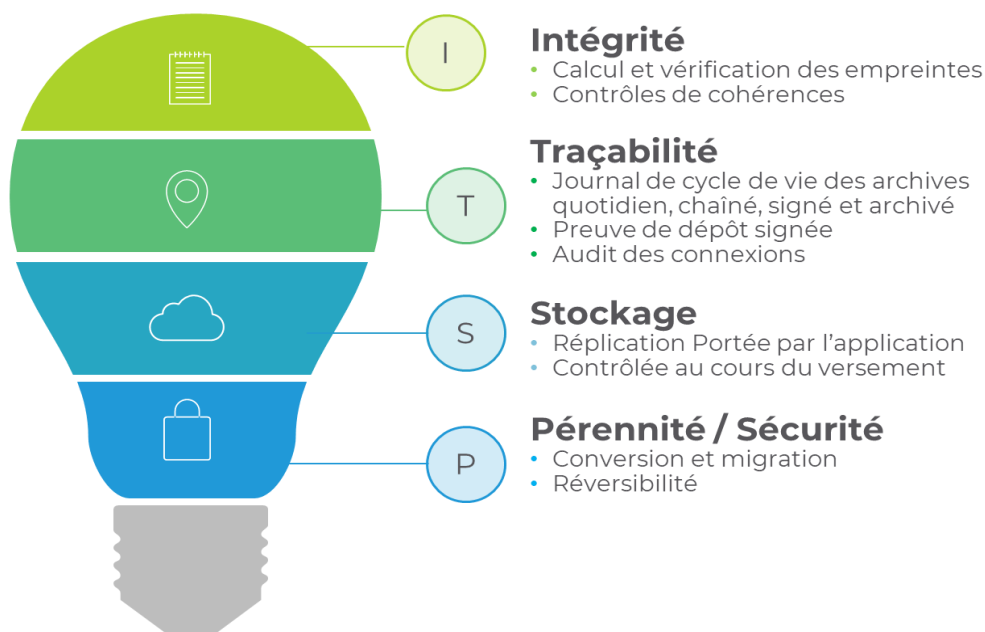 I
Intégrité
• Calcul et vérification des empreintes
• Contrôles de cohérences
T
Traçabilité
• Journal de cycle de vie des archives
quotidien, chaîné, signé et archivé
• Preuve de dépôt signée
• Audit des connexions
S
Stockage
• Réplication Portée par l’application
• Contrôlée au cours du versement
P
Pérennité / Sécurité
• Conversion et migration
• Réversibilité